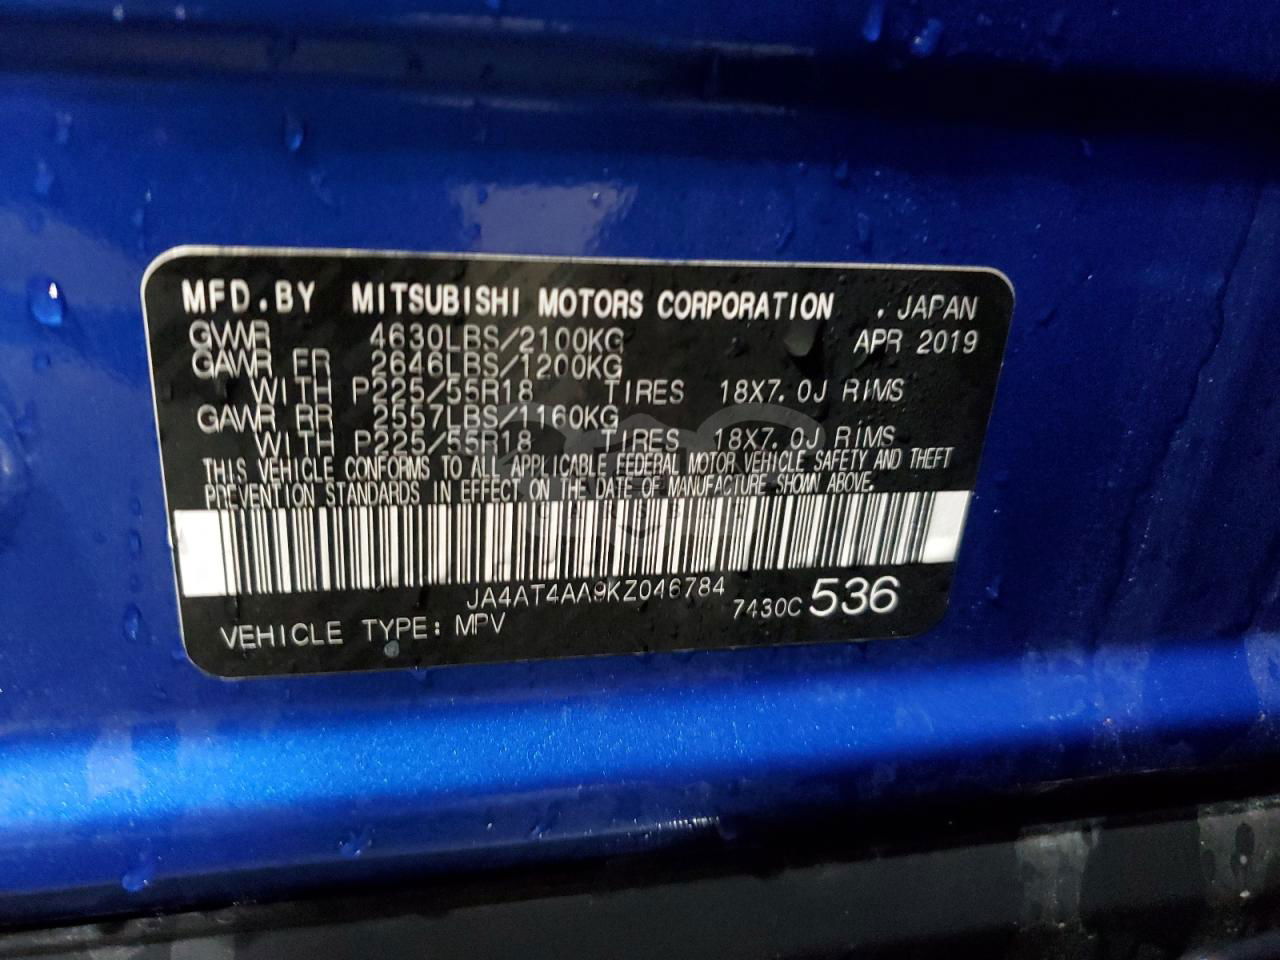 MFD.BY MITSUBISHI MOTORS CORPORATION . JAPAN
GVWR 4630LBS/2100KG APR 2019
GAWR FR 2646LBS/1200KG
WITH P225/55R18 TIRES 18X7.0J RIMS
GAWR RR 2557LBS/1160KG
WITH P225/55R18 TIRES 18X7.0J RIMS
THIS VEHICLE CONFORMS TO ALL APPLICABLE FEDERAL MOTOR VEHICLE SAFETY AND THEFT
PREVENTION STANDARDS IN EFFECT ON THE DATE OF MANUFACTURE SHOWN ABOVE.
JA4AT4AA9KZ046784
7430C 536
VEHICLE TYPE: MPV